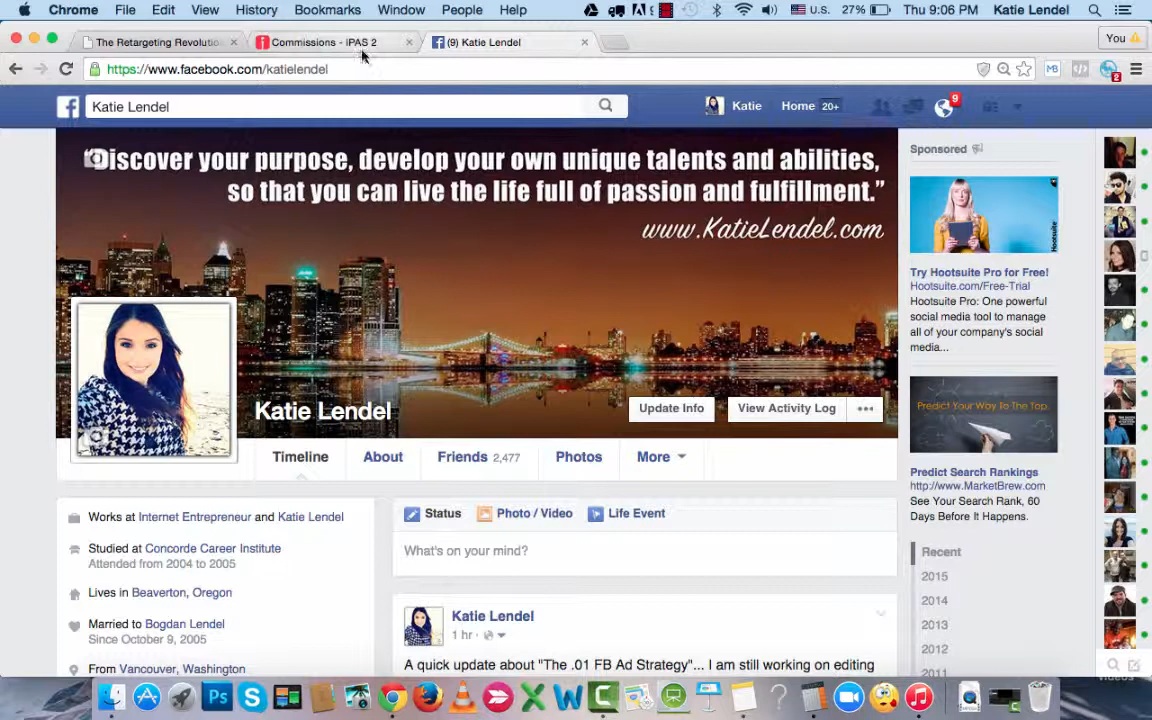 Chrome File Edit View History Bookmarks Window People Help U.S. 27% Thu 9:06 PM Katie Lendel
The Retargeting Revolutio Commissions - iPAS 2 (9) Katie Lendel You
https://www.facebook.com/katielendel MB 2
Katie Lendel Katie Home 20+ 9
“Discover your purpose, develop your own unique talents and abilities,
so that you can live the life full of passion and fulfillment.”
www.KatieLendel.com
Katie Lendel
Update Info View Activity Log
Timeline About Friends 2,477 Photos More
Works at Internet Entrepreneur and Katie Lendel
Studied at Concorde Career Institute
Attended from 2004 to 2005
Lives in Beaverton, Oregon
Married to Bogdan Lendel
Since October 9, 2005
From Vancouver, Washington
Status Photo / Video Life Event
What's on your mind?
Katie Lendel
1 hr
A quick update about "The .01 FB Ad Strategy"... I am still working on editing
Sponsored
Hootsuite
Try Hootsuite Pro for Free!
Hootsuite.com/Free-Trial
Hootsuite Pro: One powerful
social media tool to manage
all of your company's social
media...
Predict Your Way To The Top.
Predict Search Rankings
http://www.MarketBrew.com
See Your Search Rank, 60
Days Before It Happens.
Recent
2015
2014
2013
2012
2011
Ps